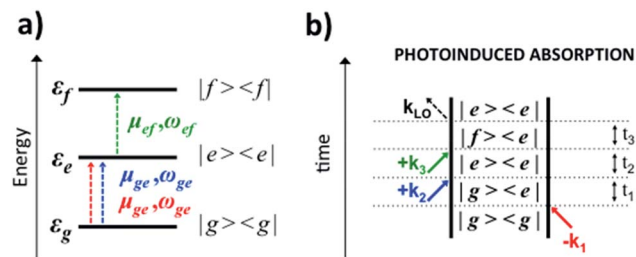 a)
Energy
ε_f
|f><f|
μ_ef,ω_ef
ε_e
|e><e|
μ_ge,ω_ge
μ_ge,ω_ge
ε_g
|g><g|
b)
PHOTOINDUCED ABSORPTION
time
k_LO
|e><e|
|f><e|
t_3
+k_3
|e><e|
t_2
+k_2
|g><e|
t_1
|g><g|
-k_1